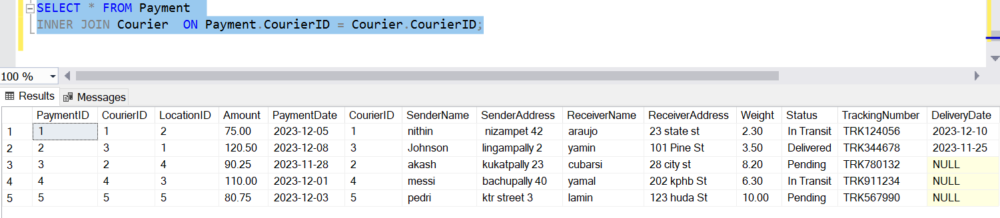 SELECT * FROM Payment
INNER JOIN Courier  ON Payment.CourierID = Courier.CourierID;
100 %
Results Messages
PaymentID CourierID LocationID Amount PaymentDate CourierID SenderName SenderAddress ReceiverName ReceiverAddress Weight Status TrackingNumber DeliveryDate
1 1 1 2 75.00 2023-12-05 1 nithin nizampet 42 araujo 23 state st 2.30 In Transit TRK124056 2023-12-10
2 2 3 1 120.50 2023-12-08 3 Johnson lingampally 2 yamin 101 Pine St 3.50 Delivered TRK344678 2023-11-25
3 3 2 4 90.25 2023-11-28 2 akash kukatpally 23 cubarsi 28 city st 8.20 Pending TRK780132 NULL
4 4 4 3 110.00 2023-12-01 4 messi bachupally 40 yamal 202 kphb St 6.30 In Transit TRK911234 NULL
5 5 5 5 80.75 2023-12-03 5 pedri ktr street 3 lamin 123 huda St 10.00 Pending TRK567990 NULL